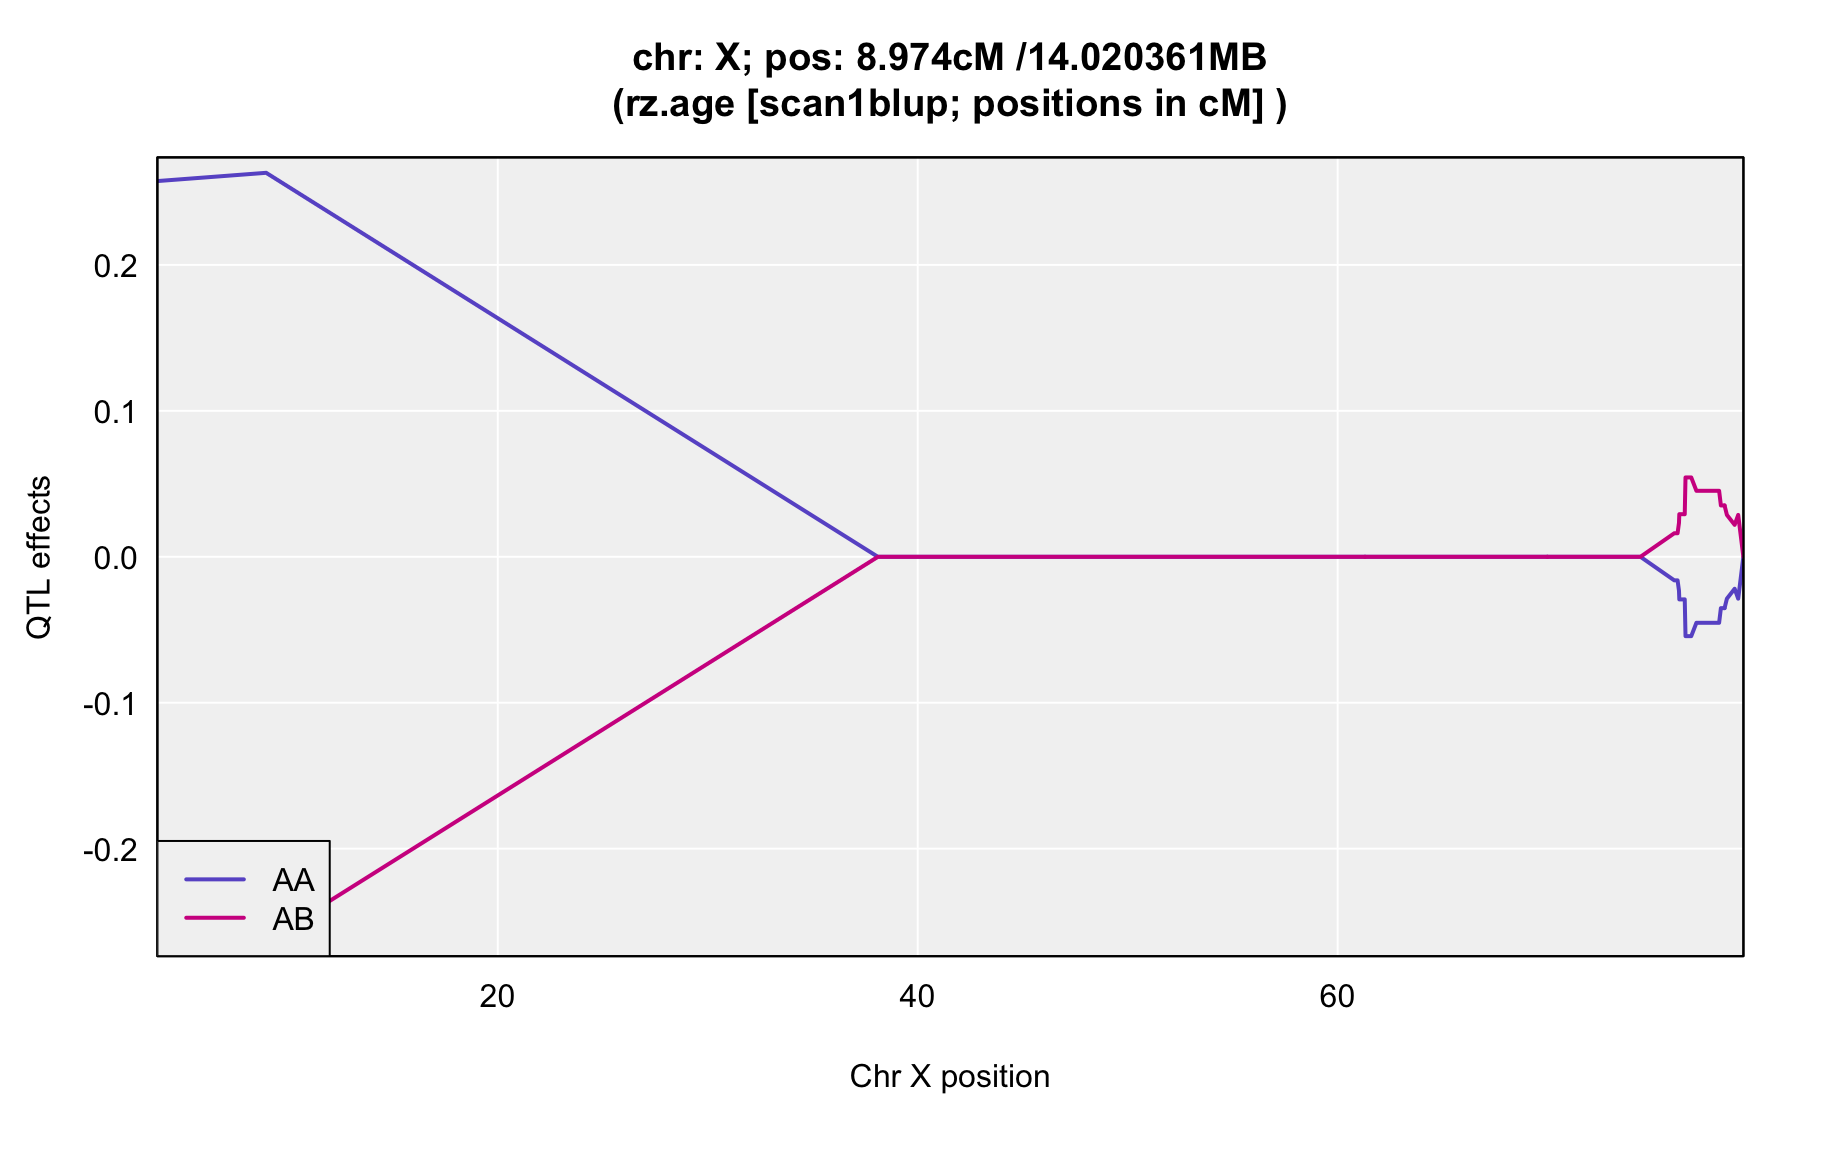 chr: X; pos: 8.974cM /14.020361MB
(rz.age [scan1blup; positions in cM] )
QTL effects
0.2
0.1
0.0
-0.1
-0.2
AA
AB
20 40 60
Chr X position